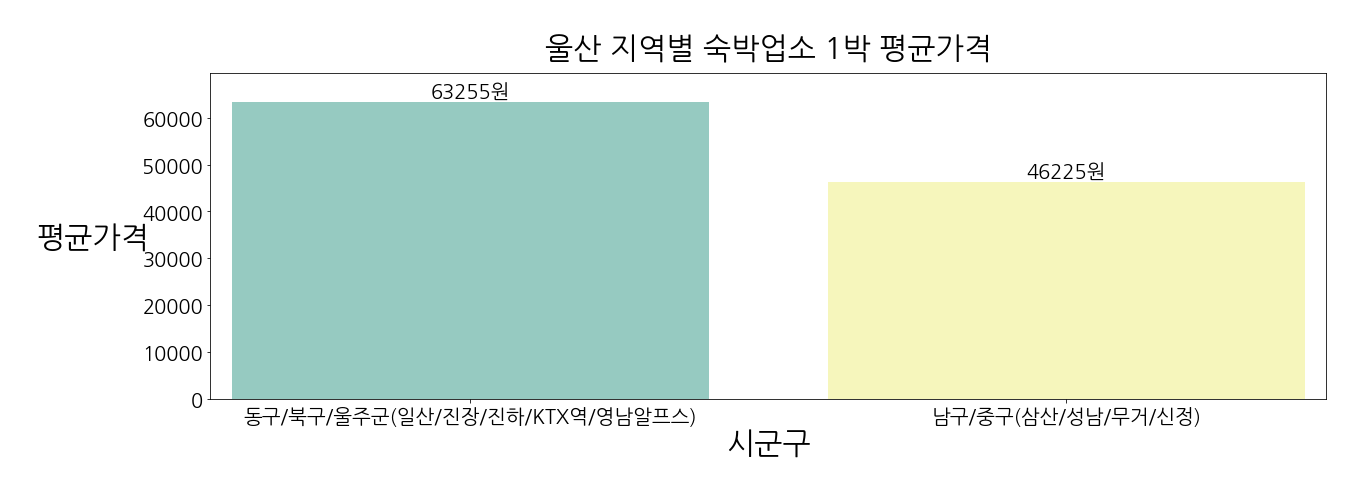 울산 지역별 숙박업소 1박 평균가격
63255원
60000
50000
46225원
40000
평균가격
30000
20000
10000
0
동구/북구/울주군(일산/진장/진하/KTX역/영남알프스)
남구/중구(삼산/성남/무거/신정)
시군구